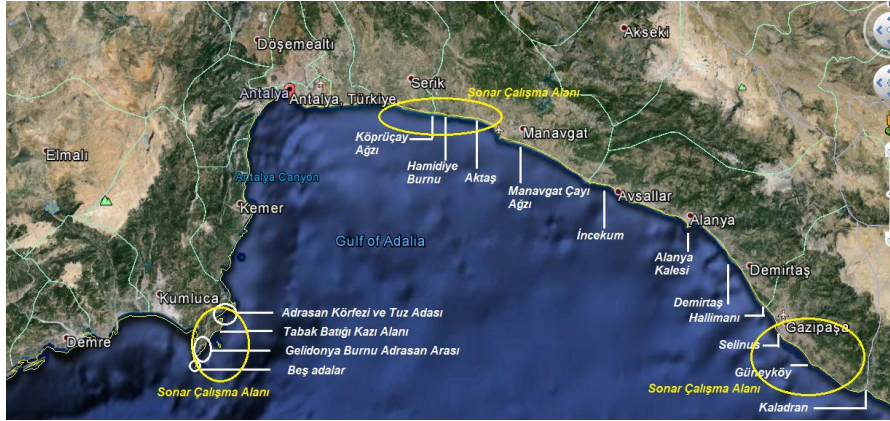 Döşemealtı
Akseki
Serik
Antalya
Antalya, Türkiye
Sonar Çalışma Alanı
Köprüçay
Ağzı
Manavgat
Elmalı
Hamidiye
Burnu
Aktaş
Antalya Canyon
Manavgat Çayı
Ağzı
Avsallar
Kemer
Alanya
İncekum
Gulf of Adalia
Alanya
Kalesi
Demirtaş
Kumluca
Adrasan Körfezi ve Tuz Adası
Demirtaş
Hallimanı
Tabak Batığı Kazı Alanı
Gazipaşa
Demre
Selinus
Gelidonya Burnu Adrasan Arası
Beş adalar
Güneyköy
Sonar Çalışma Alanı
Sonar Çalışma Alanı
Kaladran